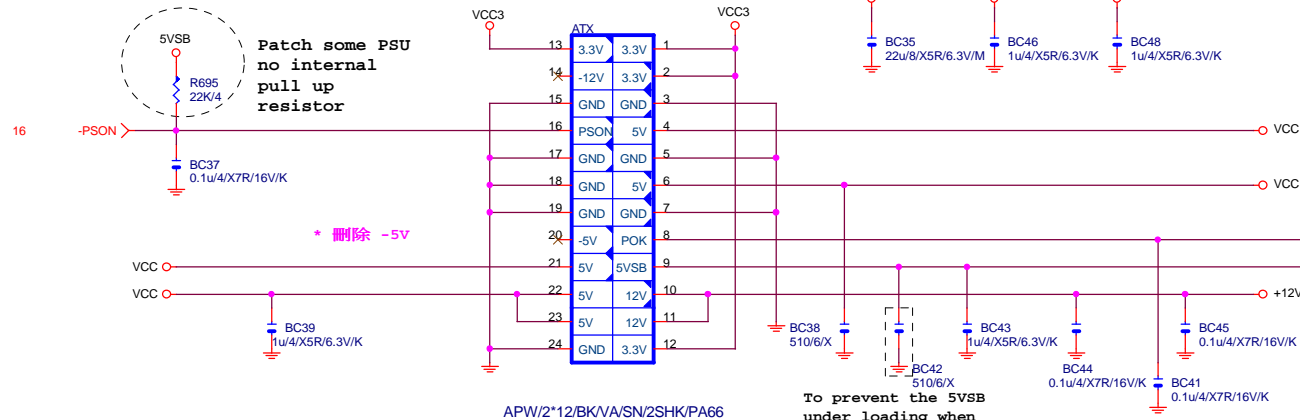 VCC3
VCC3
ATX
5VSB
R695
22K/4
Patch some PSU
no internal
pull up
resistor
BC35
22u/8/X5R/6.3V/M
BC46
1u/4/X5R/6.3V/K
BC48
1u/4/X5R/6.3V/K
13 3.3V 3.3V 1
14 -12V 3.3V 2
15 GND GND 3
16 -PSON 16 PSON 5V 4 VCC
BC37
0.1u/4/X7R/16V/K
17 GND GND 5
18 GND 5V 6 VCC
19 GND GND 7
* 刪除 -5V
20 -5V POK 8
VCC 21 5V 5VSB 9
VCC 22 5V 12V 10 +12V
23 5V 12V 11
24 GND 3.3V 12
BC39
1u/4/X5R/6.3V/K
BC38
510/6/X
BC42
510/6/X
BC43
1u/4/X5R/6.3V/K
BC44
0.1u/4/X7R/16V/K
BC45
0.1u/4/X7R/16V/K
BC41
0.1u/4/X7R/16V/K
APW/2*12/BK/VA/SN/2SHK/PA66
To prevent the 5VSB
under loading when